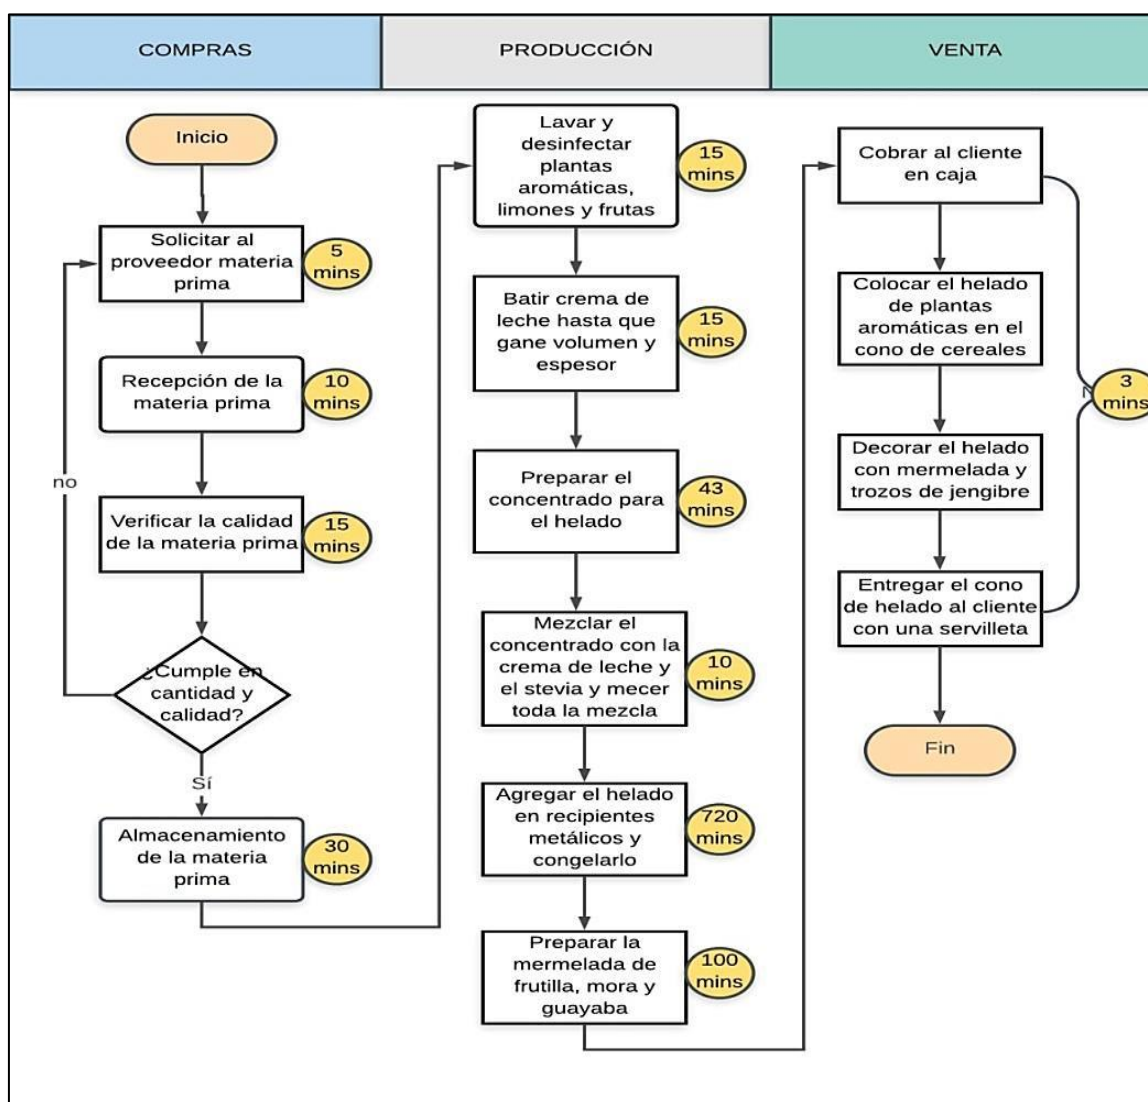 COMPRAS
PRODUCCIÓN
VENTA
Inicio
Solicitar al
proveedor materia
prima
5
mins
Recepción de la
materia prima
10
mins
no
Verificar la calidad
de la materia prima
15
mins
¿Cumple en
cantidad y
calidad?
Sí
Almacenamiento
de la materia
prima
30
mins
Lavar y
desinfectar
plantas
aromáticas,
limones y frutas
15
mins
Batir crema de
leche hasta que
gane volumen y
espesor
15
mins
Preparar el
concentrado para
el helado
43
mins
Mezclar el
concentrado con la
crema de leche y
el stevia y mecer
toda la mezcla
10
mins
Agregar el helado
en recipientes
metálicos y
congelarlo
720
mins
Preparar la
mermelada de
frutilla, mora y
guayaba
100
mins
Cobrar al cliente
en caja
Colocar el helado
de plantas
aromáticas en el
cono de cereales
3
mins
Decorar el helado
con mermelada y
trozos de jengibre
Entregar el cono
de helado al cliente
con una servilleta
Fin